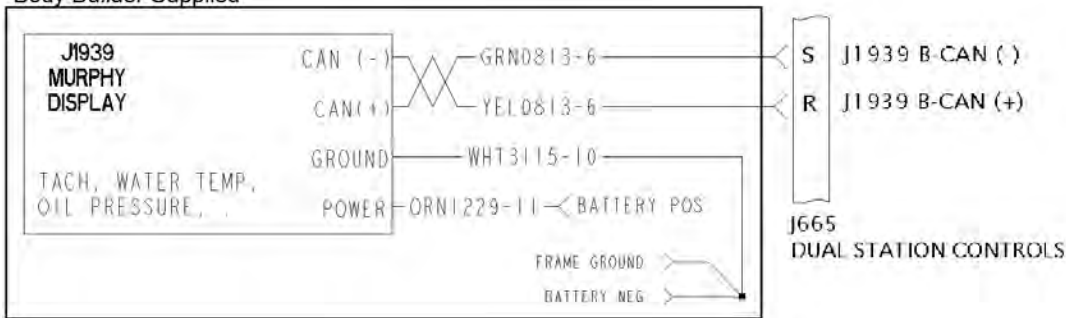 Body Builder Supplied
J1939
MURPHY
DISPLAY
TACH, WATER TEMP,
OIL PRESSURE, .
CAN (-)
CAN(+)
GROUND
POWER
GRN0813-6
YEL0813-6
WHT3115-10
ORN1229-11
BATTERY POS
FRAME GROUND
BATTERY NEG
S J1939 B-CAN (-)
R J1939 B-CAN (+)
J665
DUAL STATION CONTROLS